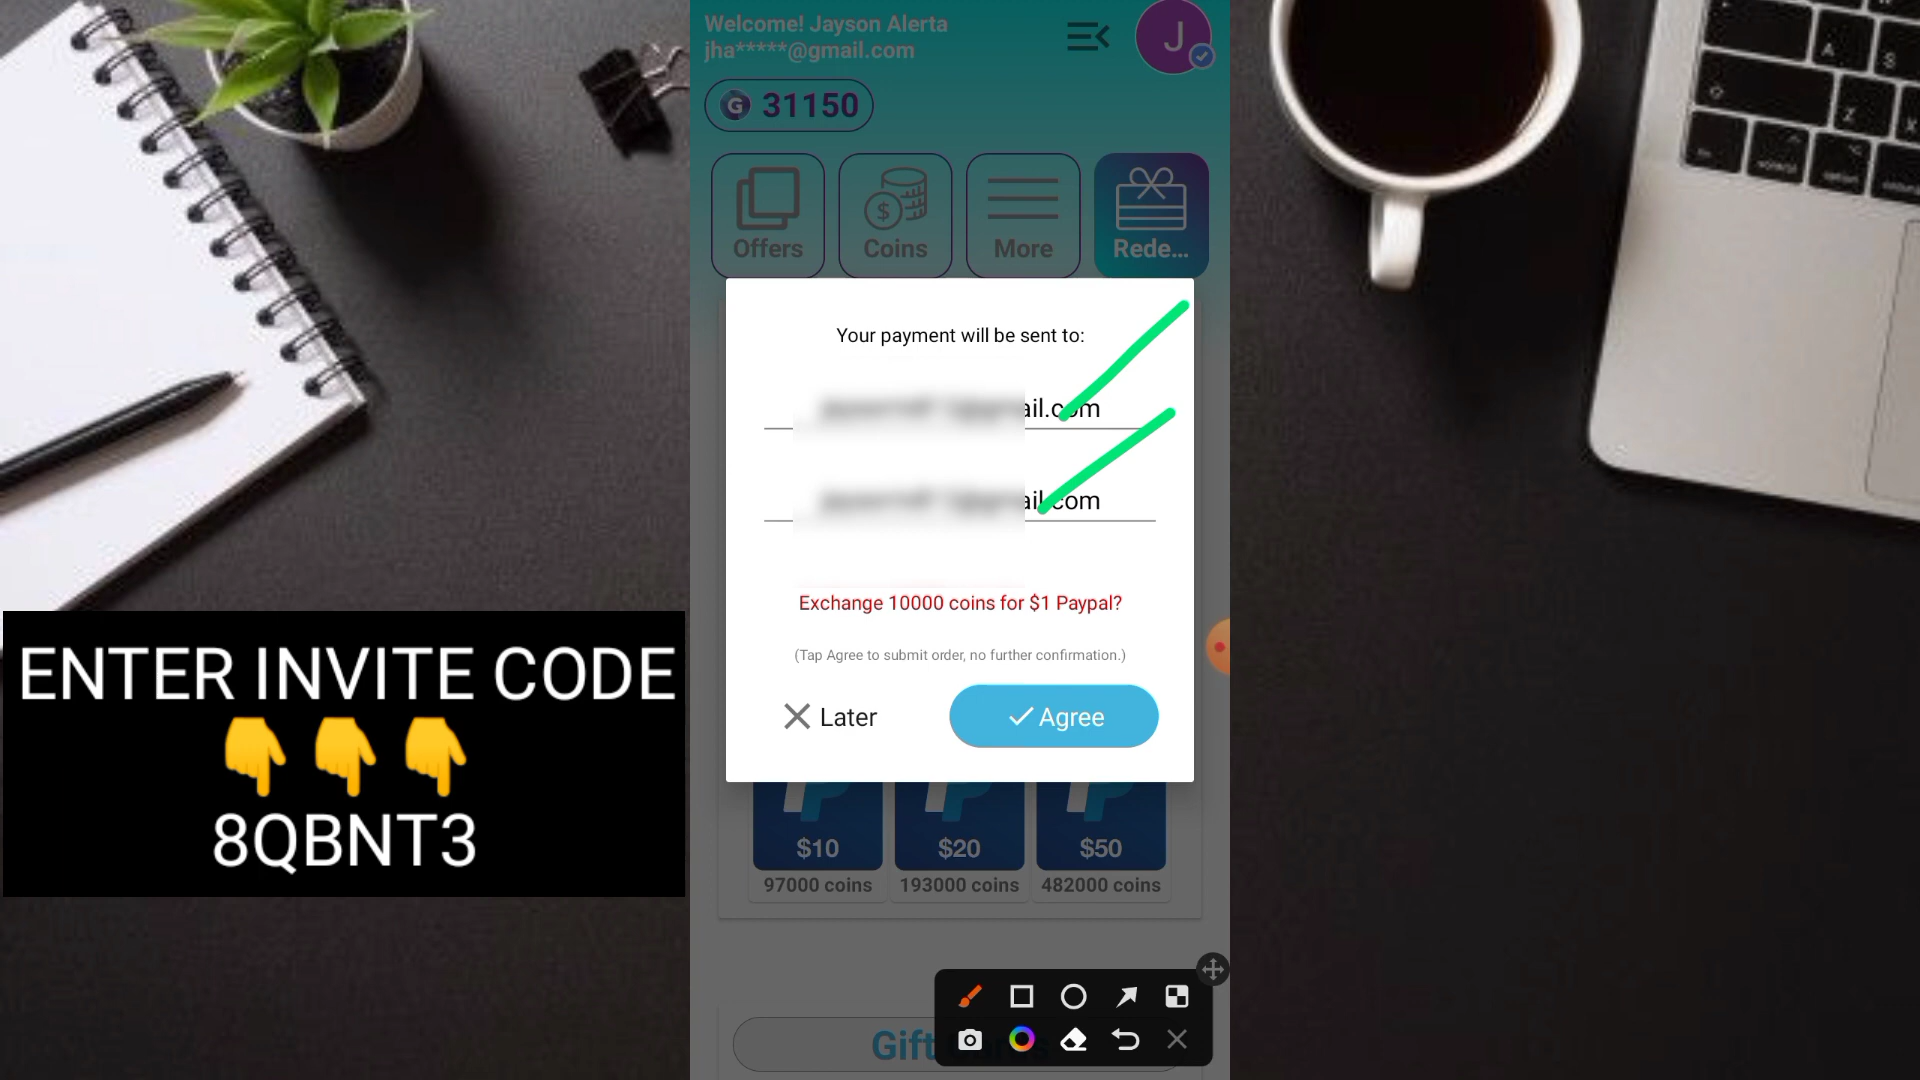 Welcome! Jayson Alerta
jha*****@gmail.com
G 31150
Offers
Coins
More
Rede...
Your payment will be sent to:
ail.com
ail.com
Exchange 10000 coins for $1 Paypal?
(Tap Agree to submit order, no further confirmation.)
Later
Agree
$10
$20
$50
97000 coins
193000 coins
482000 coins
Gift
ENTER INVITE CODE
👇👇👇
8QBNT3